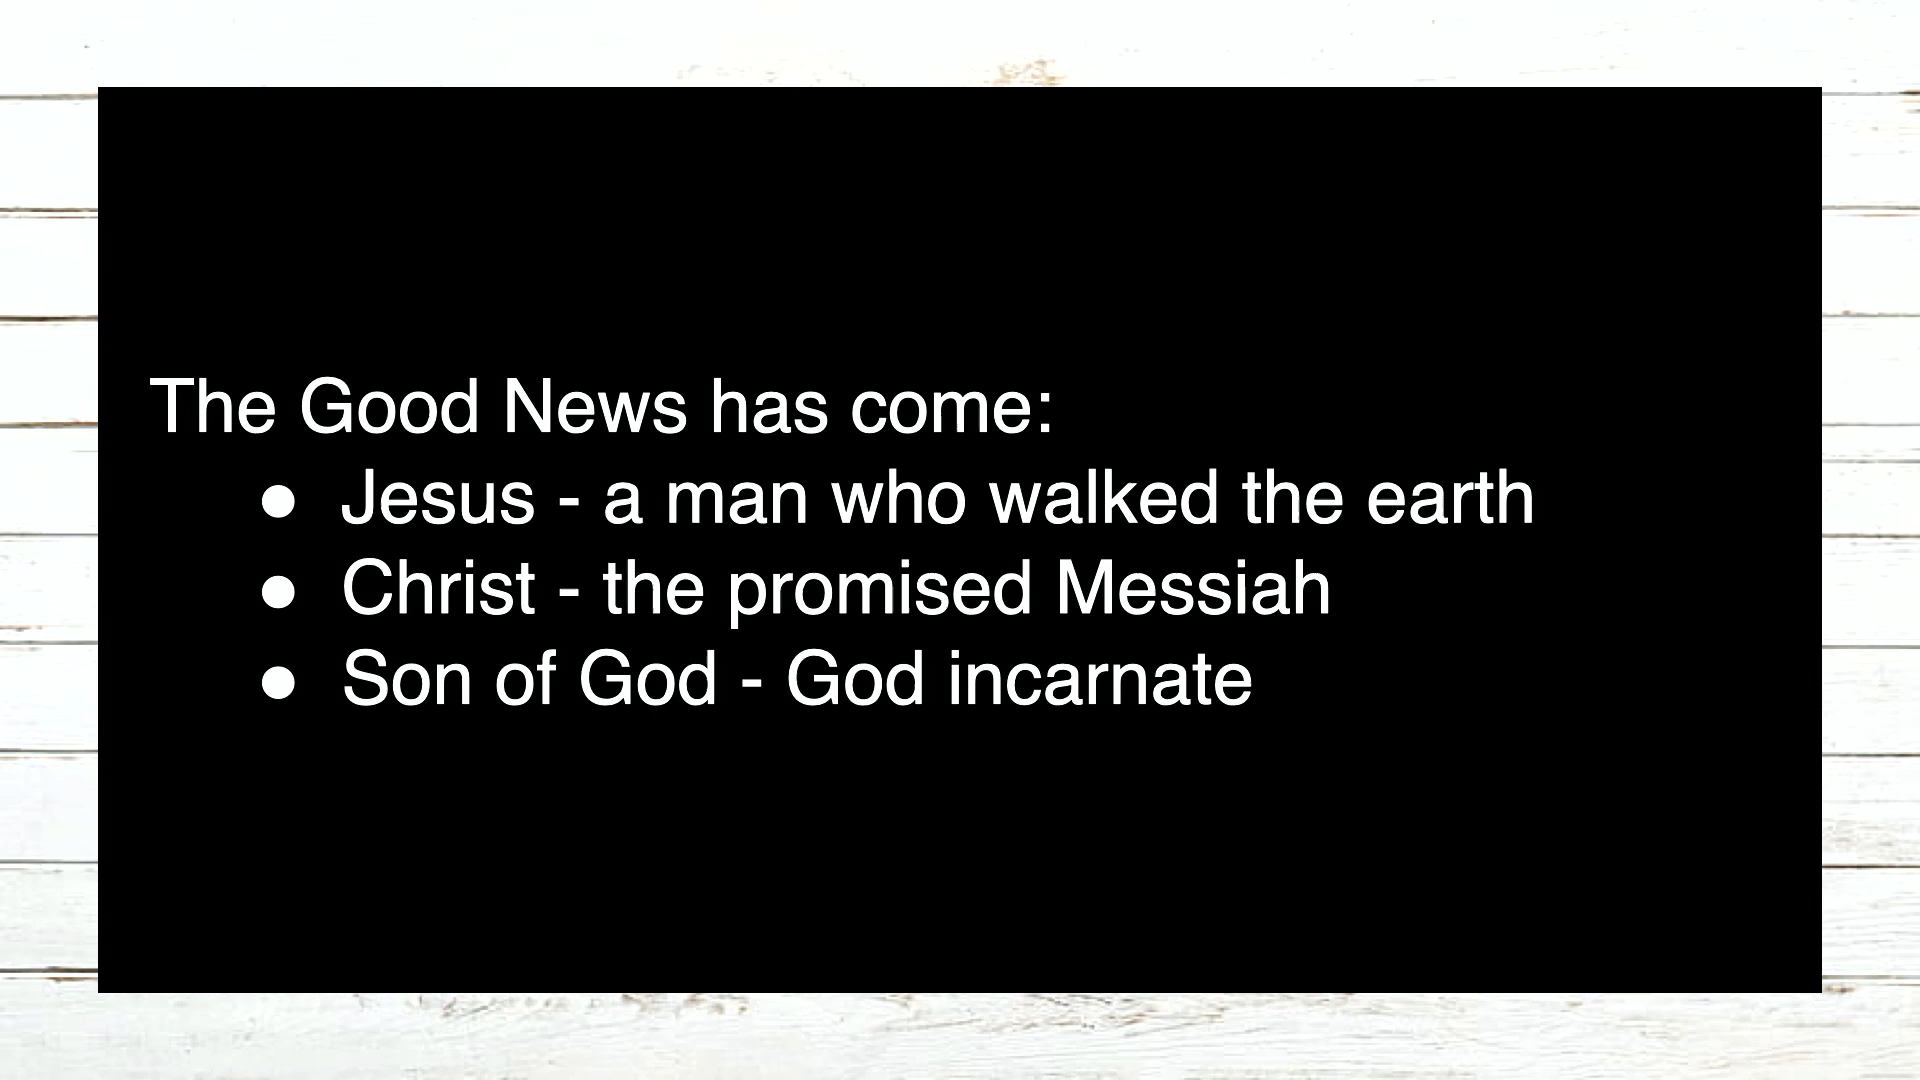 The Good News has come:
● Jesus - a man who walked the earth
● Christ - the promised Messiah
● Son of God - God incarnate